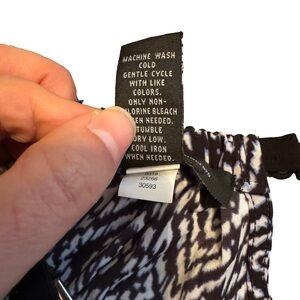 MACHINE WASH
COLD
GENTLE CYCLE
WITH LIKE
COLORS.
ONLY NON-
CHLORINE BLEACH
WHEN NEEDED.
TUMBLE
DRY LOW.
COOL IRON
WHEN NEEDED.
30593